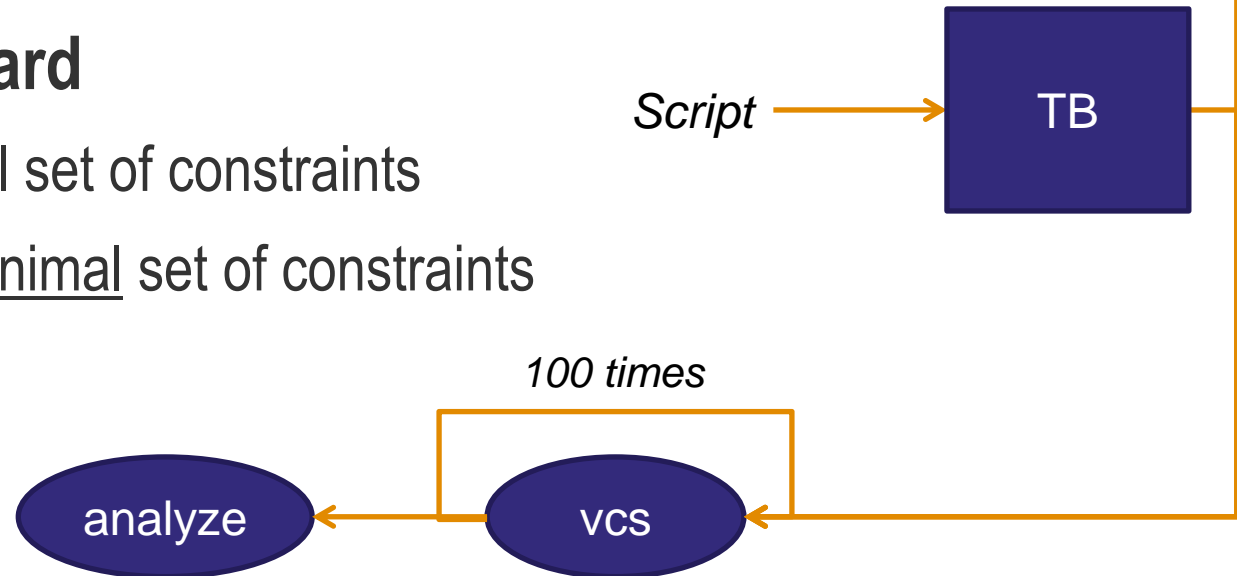 ard
l set of constraints
nimal set of constraints
Script
TB
100 times
analyze
vcs